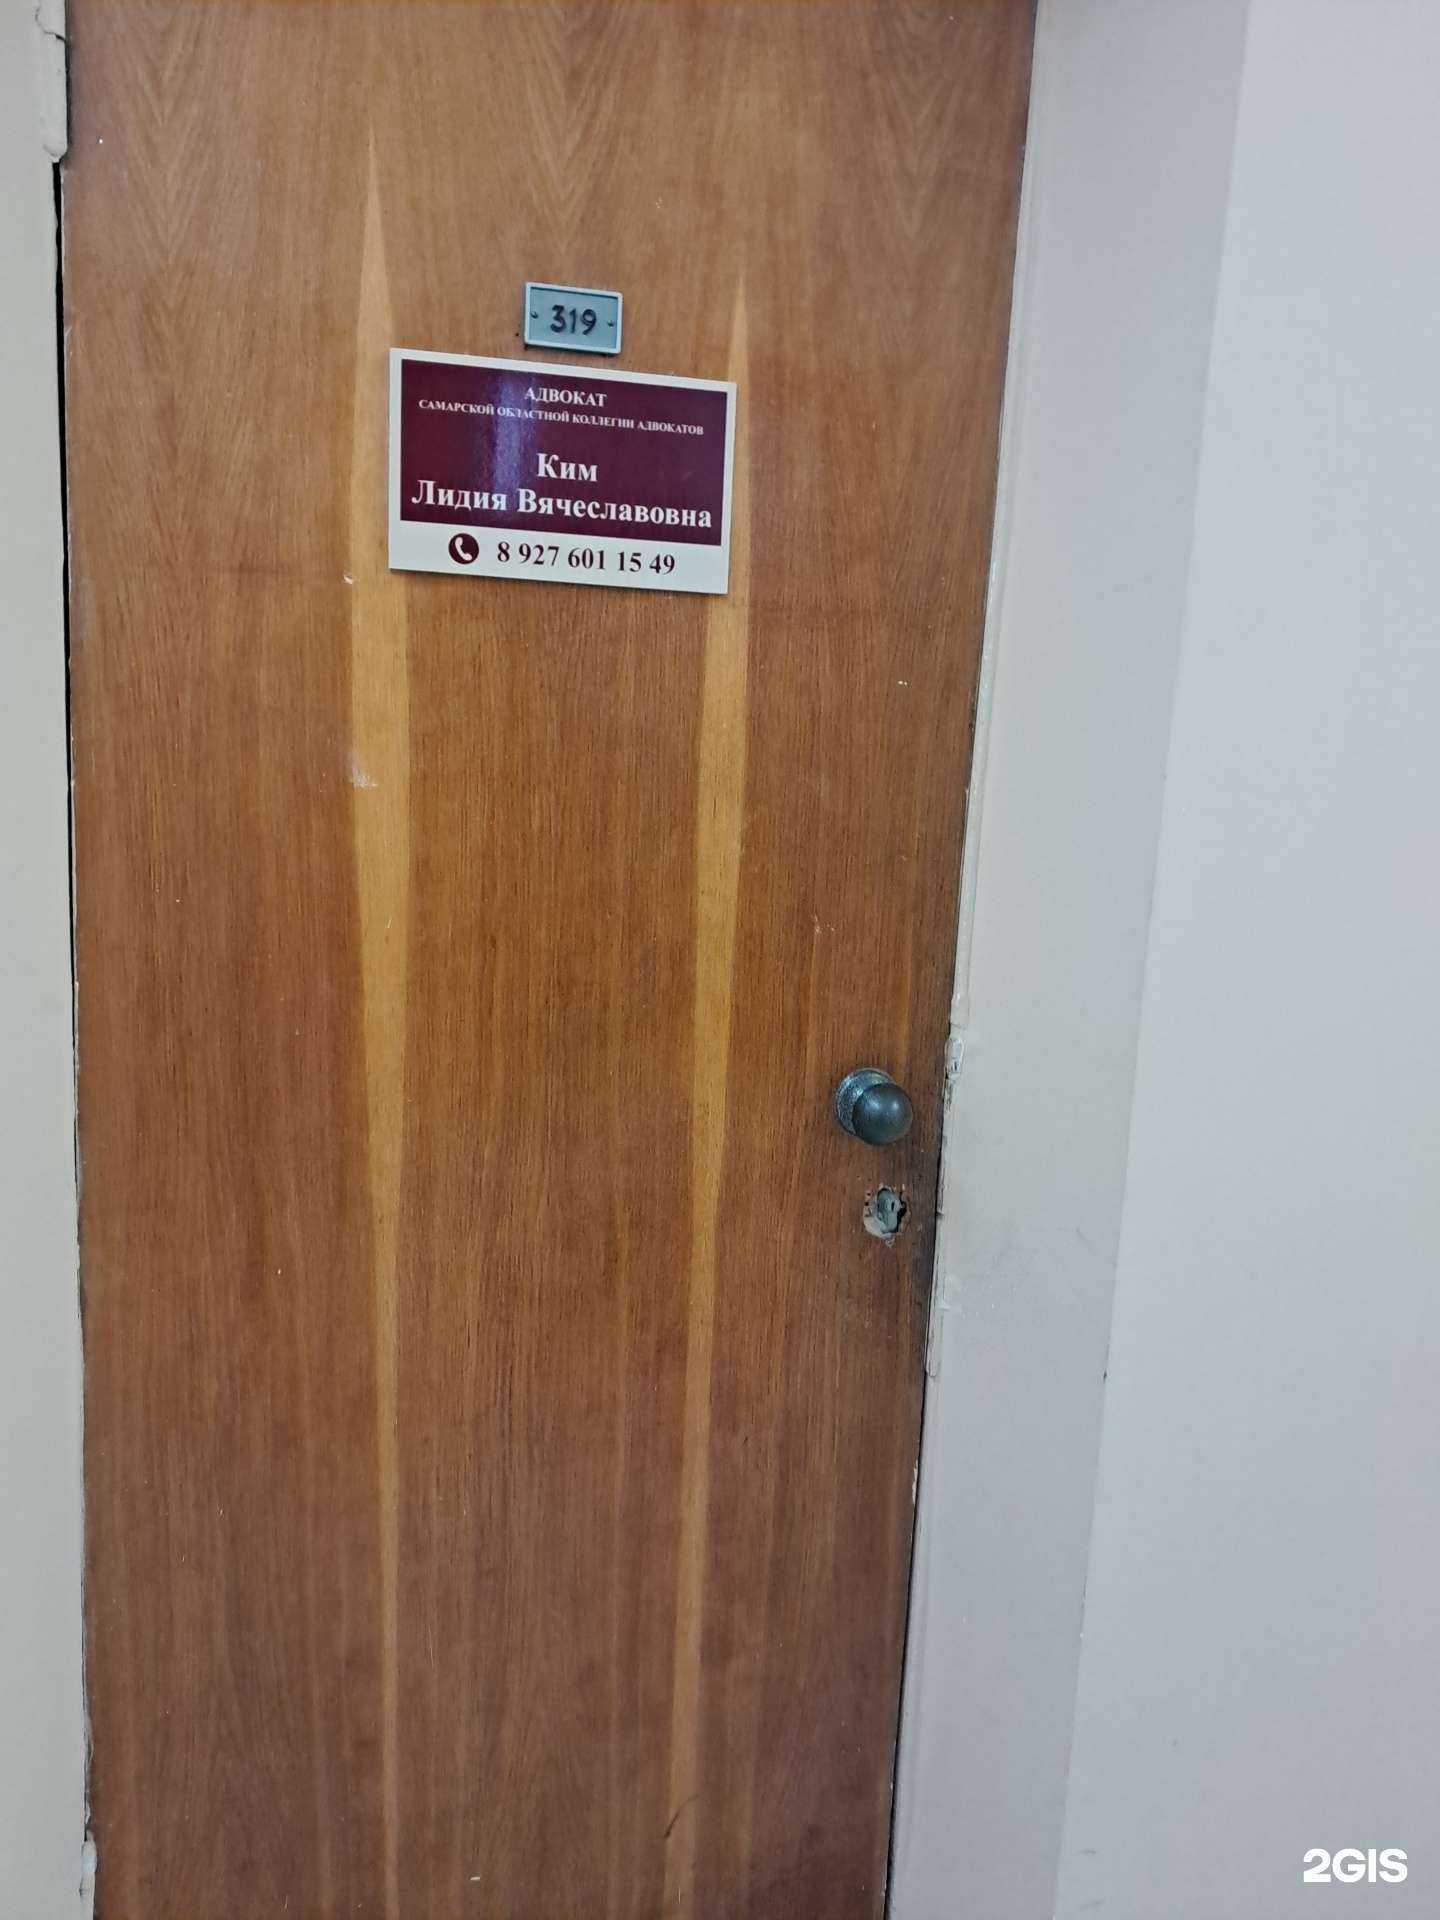 319
АДВОКАТ
САМАРСКОЙ ОБЛАСТНОЙ КОЛЛЕГИИ АДВОКАТОВ
Ким
Лидия Вячеславовна
8 927 601 15 49
2GIS